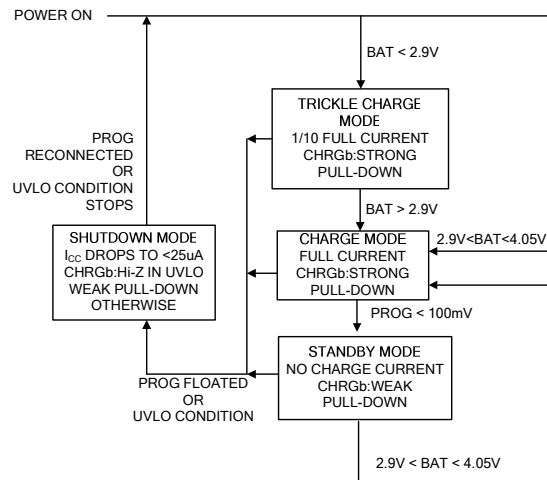 POWER ON
BAT < 2.9V
TRICKLE CHARGE
MODE
1/10 FULL CURRENT
CHRGb:STRONG
PULL-DOWN
PROG
RECONNECTED
OR
UVLO CONDITION
STOPS
BAT > 2.9V
SHUTDOWN MODE
ICC DROPS TO <25uA
CHRGb:Hi-Z IN UVLO
WEAK PULL-DOWN
OTHERWISE
CHARGE MODE
FULL CURRENT
CHRGb:STRONG
PULL-DOWN
2.9V<BAT<4.05V
PROG < 100mV
STANDBY MODE
NO CHARGE CURRENT
CHRGb:WEAK
PULL-DOWN
PROG FLOATED
OR
UVLO CONDITION
2.9V < BAT < 4.05V